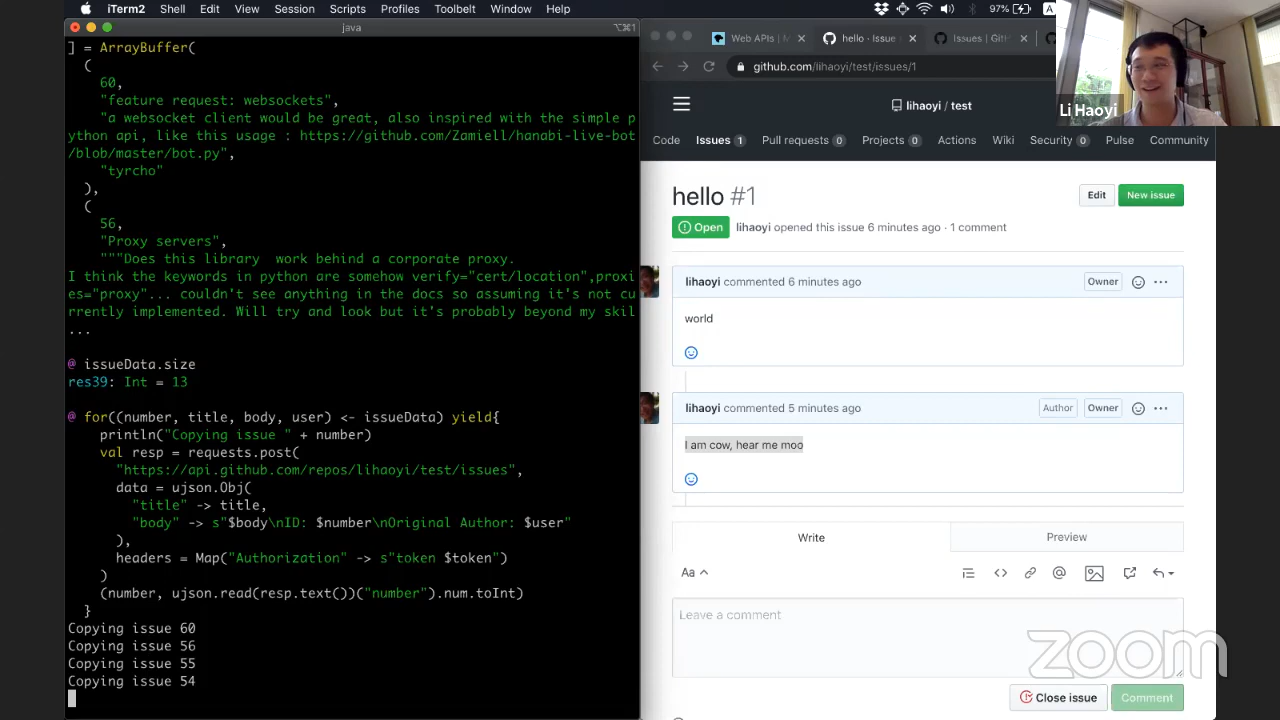 iTerm2 Shell Edit View Session Scripts Profiles Toolbelt Window Help 97% A
java ⌥⌘1
] = ArrayBuffer(
(
60,
"feature request: websockets",
"a websocket client would be great, also inspired with the simple p
ython api, like this usage : https://github.com/Zamiell/hanabi-live-bot
/blob/master/bot.py",
"tyrcho"
),
(
56,
"Proxy servers",
"""Does this library  work behind a corporate proxy.
I think the keywords in python are somehow verify="cert/location",proxi
es="proxy"... couldn't see anything in the docs so assuming it's not cu
rrently implemented. Will try and look but it's probably beyond my skil
...
@ issueData.size
res39: Int = 13
@ for((number, title, body, user) <- issueData) yield{
println("Copying issue " + number)
val resp = requests.post(
"https://api.github.com/repos/lihaoyi/test/issues",
data = ujson.Obj(
"title" -> title,
"body" -> s"$body\nID: $number\nOriginal Author: $user"
),
headers = Map("Authorization" -> s"token $token")
)
(number, ujson.read(resp.text())("number").num.toInt)
}
Copying issue 60
Copying issue 56
Copying issue 55
Copying issue 54
Web APIs | M hello · Issue Issues | GitH
github.com/lihaoyi/test/issues/1
Li Haoyi
lihaoyi / test
Code Issues 1 Pull requests 0 Projects 0 Actions Wiki Security 0 Pulse Community
hello #1
Edit New issue
Open lihaoyi opened this issue 6 minutes ago · 1 comment
lihaoyi commented 6 minutes ago Owner
world
lihaoyi commented 5 minutes ago Author Owner
I am cow, hear me moo
Write Preview
Aa
Leave a comment
zoom
Close issue Comment